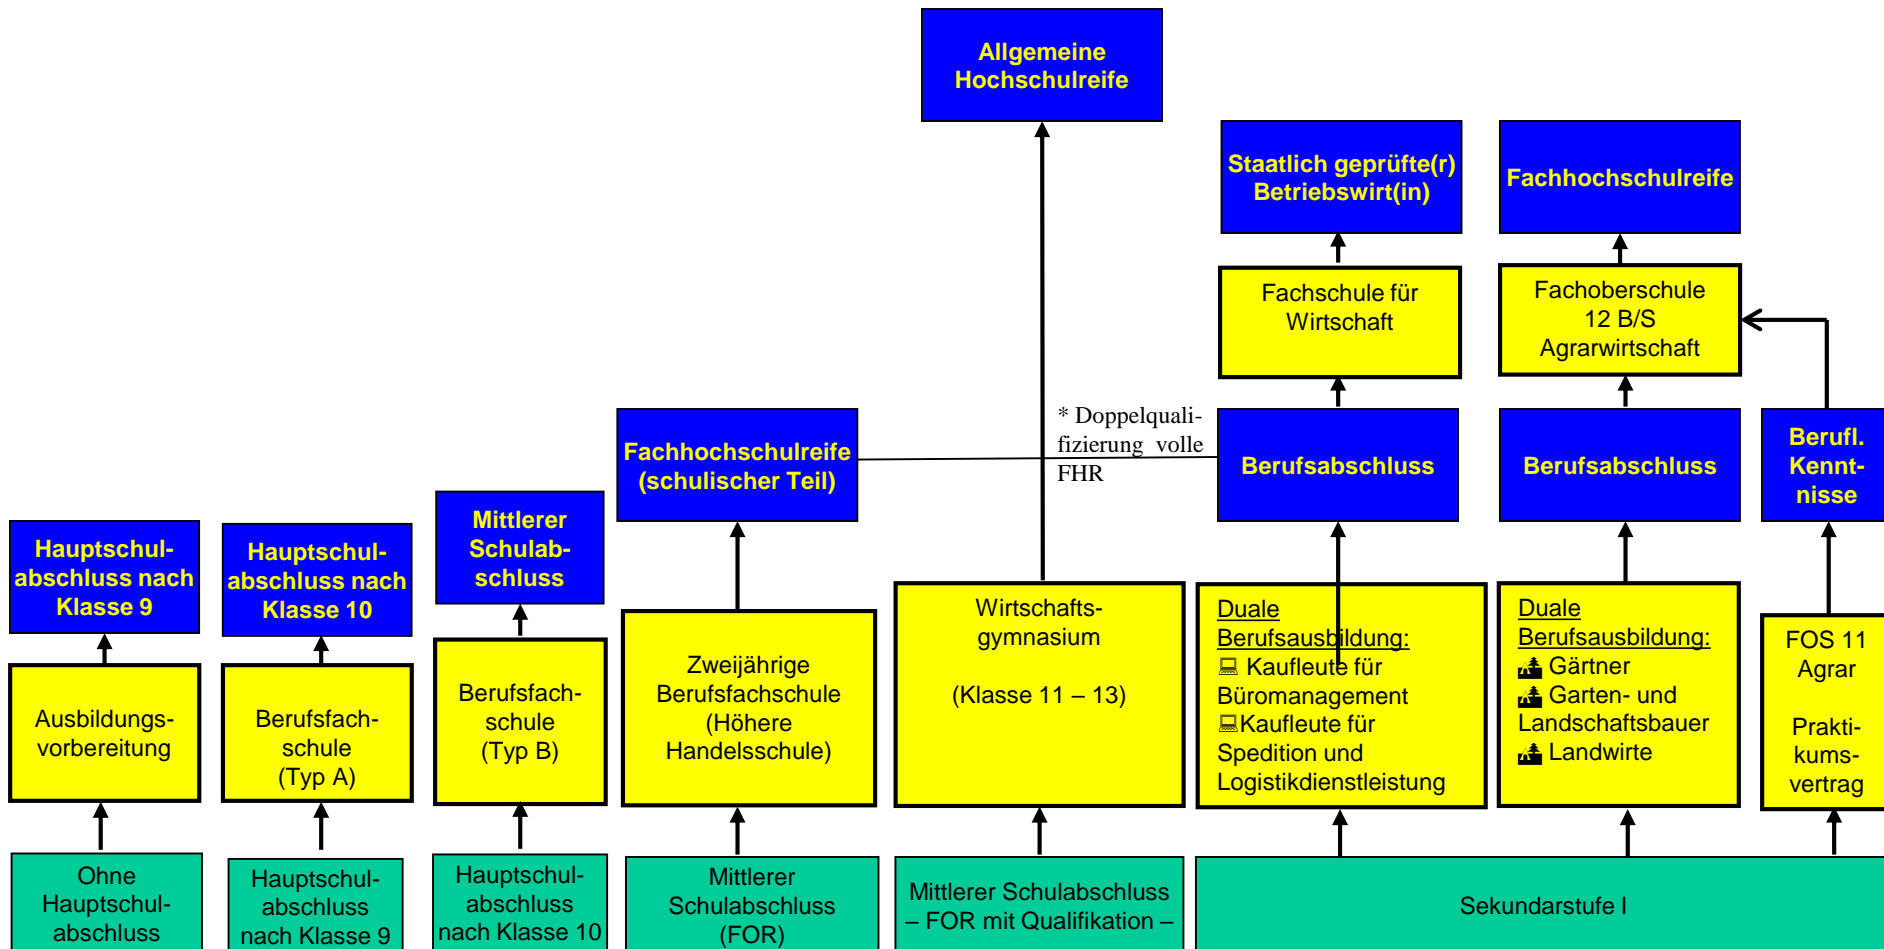 Allgemeine
Hochschulreife
Staatlich geprüfte(r)
Betriebswirt(in)
Fachhochschulreife
Fachschule für
Wirtschaft
Fachoberschule
12 B/S
Agrarwirtschaft
* Doppelquali-
fizierung volle
FHR
Fachhochschulreife
(schulischer Teil)
Berufsabschluss
Berufsabschluss
Berufl.
Kennt-
nisse
Hauptschul-
abschluss nach
Klasse 9
Hauptschul-
abschluss nach
Klasse 10
Mittlerer
Schulab-
schluss
Ausbildungs-
vorbereitung
Berufsfach-
schule
(Typ A)
Berufsfach-
schule
(Typ B)
Zweijährige
Berufsfachschule
(Höhere
Handelsschule)
Wirtschafts-
gymnasium
(Klasse 11 – 13)
Duale
Berufsausbildung:
Kaufleute für
Büromanagement
Kaufleute für
Spedition und
Logistikdienstleistung
Duale
Berufsausbildung:
Gärtner
Garten- und
Landschaftsbauer
Landwirte
FOS 11
Agrar
Prakti-
kums-
vertrag
Ohne
Hauptschul-
abschluss
Hauptschul-
abschluss
nach Klasse 9
Hauptschul-
abschluss
nach Klasse 10
Mittlerer
Schulabschluss
(FOR)
Mittlerer Schulabschluss
– FOR mit Qualifikation –
Sekundarstufe I